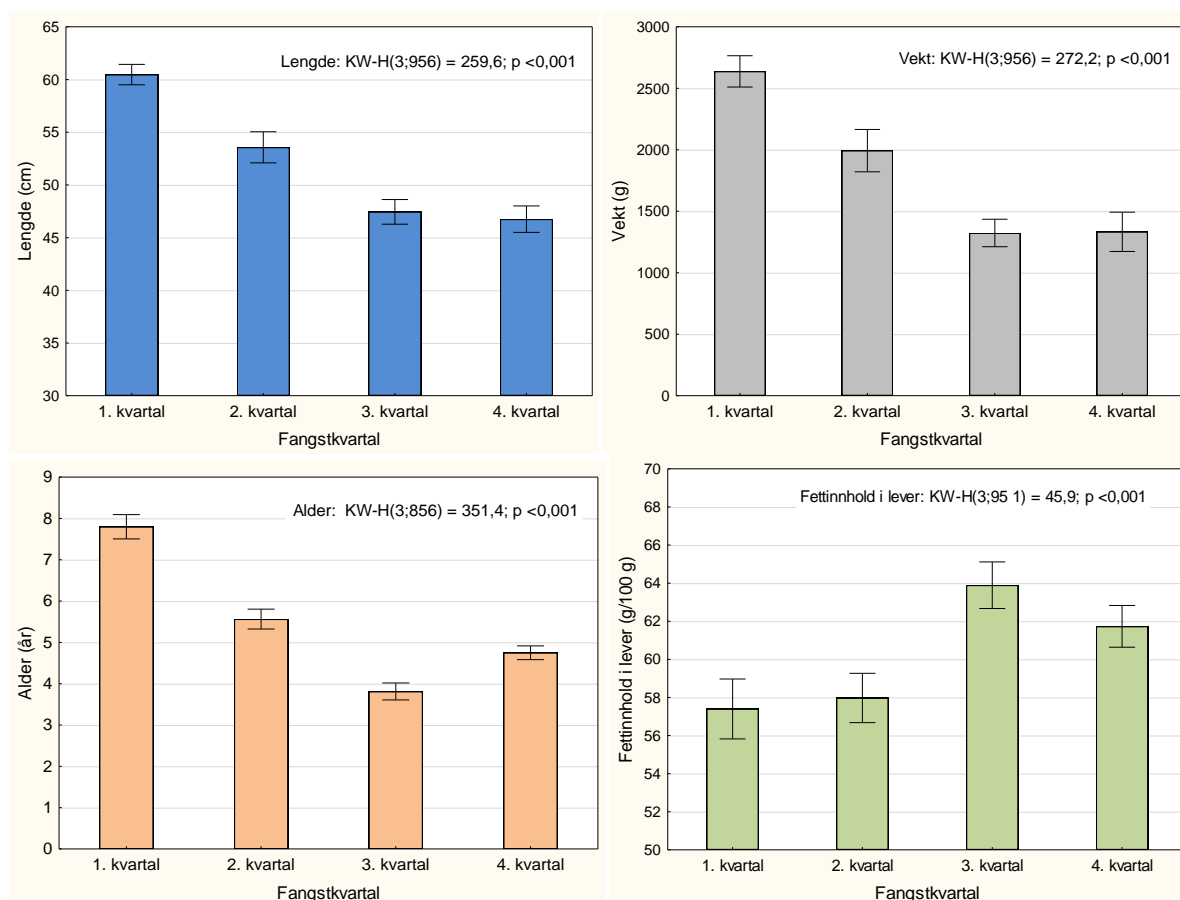 Lengde: KW-H(3;956) = 259,6; p <0,001
Lengde (cm)
65
60
55
50
45
40
35
30
1. kvartal 2. kvartal 3. kvartal 4. kvartal
Fangstkvartal
Vekt: KW-H(3;956) = 272,2; p <0,001
Vekt (g)
3000
2500
2000
1500
1000
500
0
1. kvartal 2. kvartal 3. kvartal 4. kvartal
Fangstkvartal
Alder: KW-H(3;856) = 351,4; p <0,001
Alder (år)
9
8
7
6
5
4
3
2
1
0
1. kvartal 2. kvartal 3. kvartal 4. kvartal
Fangstkvartal
Fettinnhold i lever: KW-H(3;95 1) = 45,9; p <0,001
Fettinnhold i lever (g/100 g)
70
68
66
64
62
60
58
56
54
52
50
1. kvartal 2. kvartal 3. kvartal 4. kvartal
Fangstkvartal